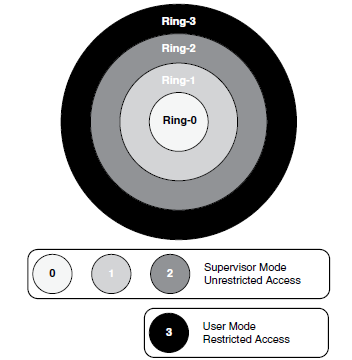 Ring-3
Ring-2
Ring-1
Ring-0
0
1
2
Supervisor Mode
Unrestricted Access
3
User Mode
Restricted Access